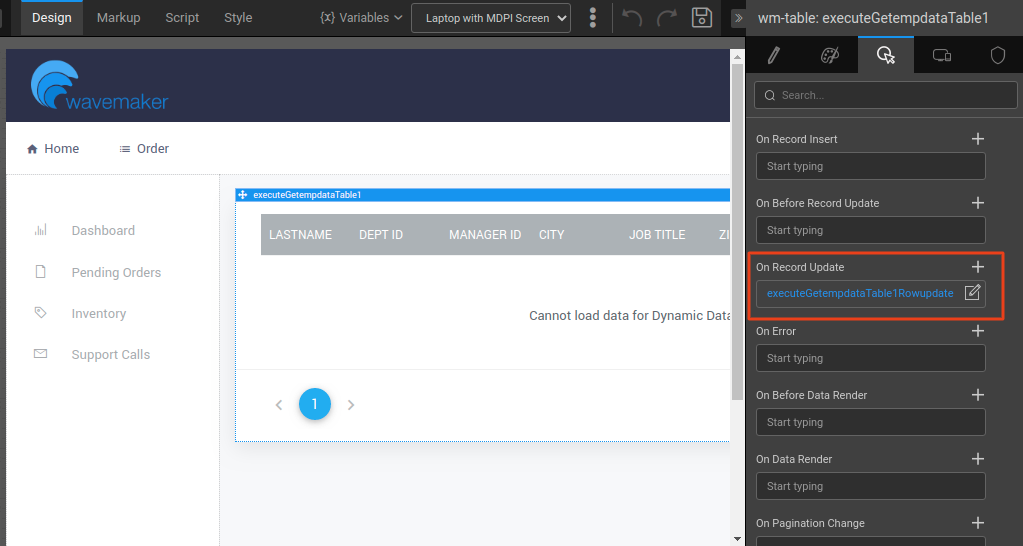 Design Markup Script Style {x} Variables Laptop with MDPI Screen
wm-table: executeGetempdataTable1
wavemaker
Home Order
Dashboard
Pending Orders
Inventory
Support Calls
executeGetempdataTable1
LASTNAME DEPT ID MANAGER ID CITY JOB TITLE ZI
Cannot load data for Dynamic Data
1
Search...
On Record Insert
Start typing
On Before Record Update
Start typing
On Record Update
executeGetempdataTable1Rowupdate
On Error
Start typing
On Before Data Render
Start typing
On Data Render
Start typing
On Pagination Change